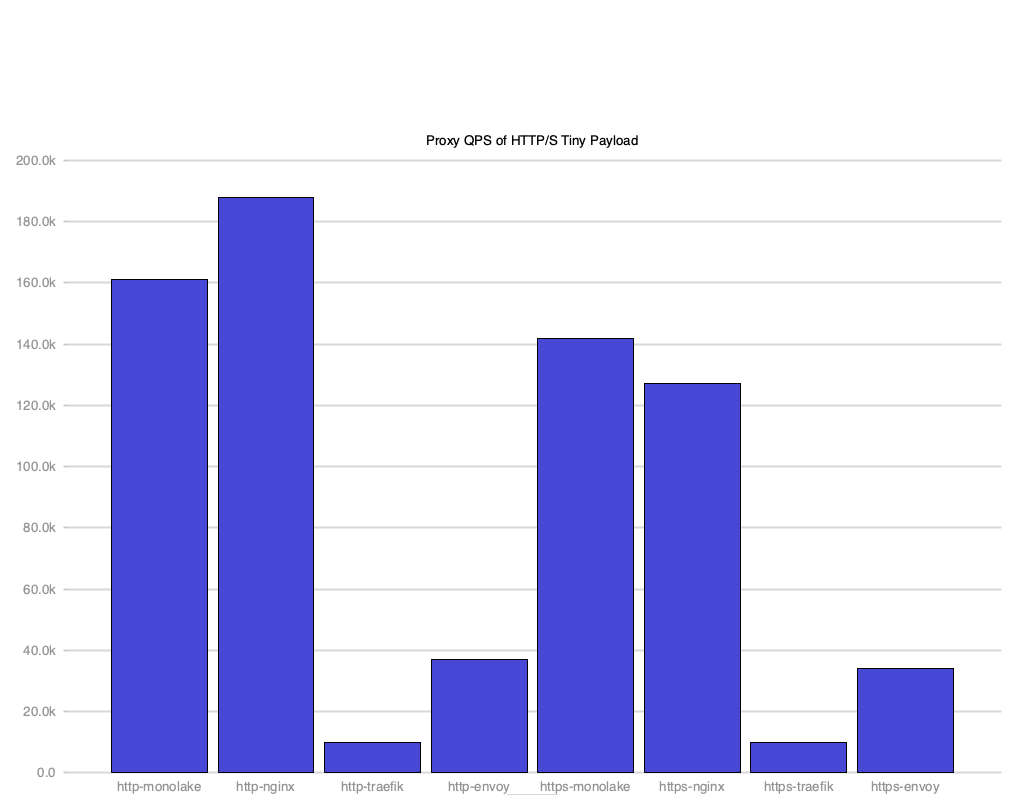 Proxy QPS of HTTP/S Tiny Payload
200.0k
180.0k
160.0k
140.0k
120.0k
100.0k
80.0k
60.0k
40.0k
20.0k
0.0
http-monolake http-nginx http-traefik http-envoy https-monolake https-nginx https-traefik https-envoy